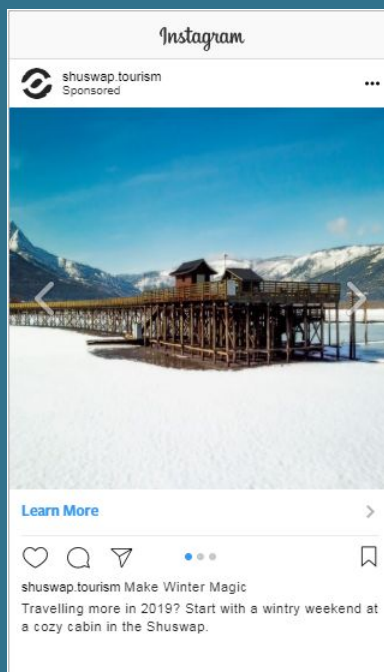 Instagram
shuswap.tourism
Sponsored
Learn More
shuswap.tourism Make Winter Magic
Travelling more in 2019? Start with a wintry weekend at
a cozy cabin in the Shuswap.